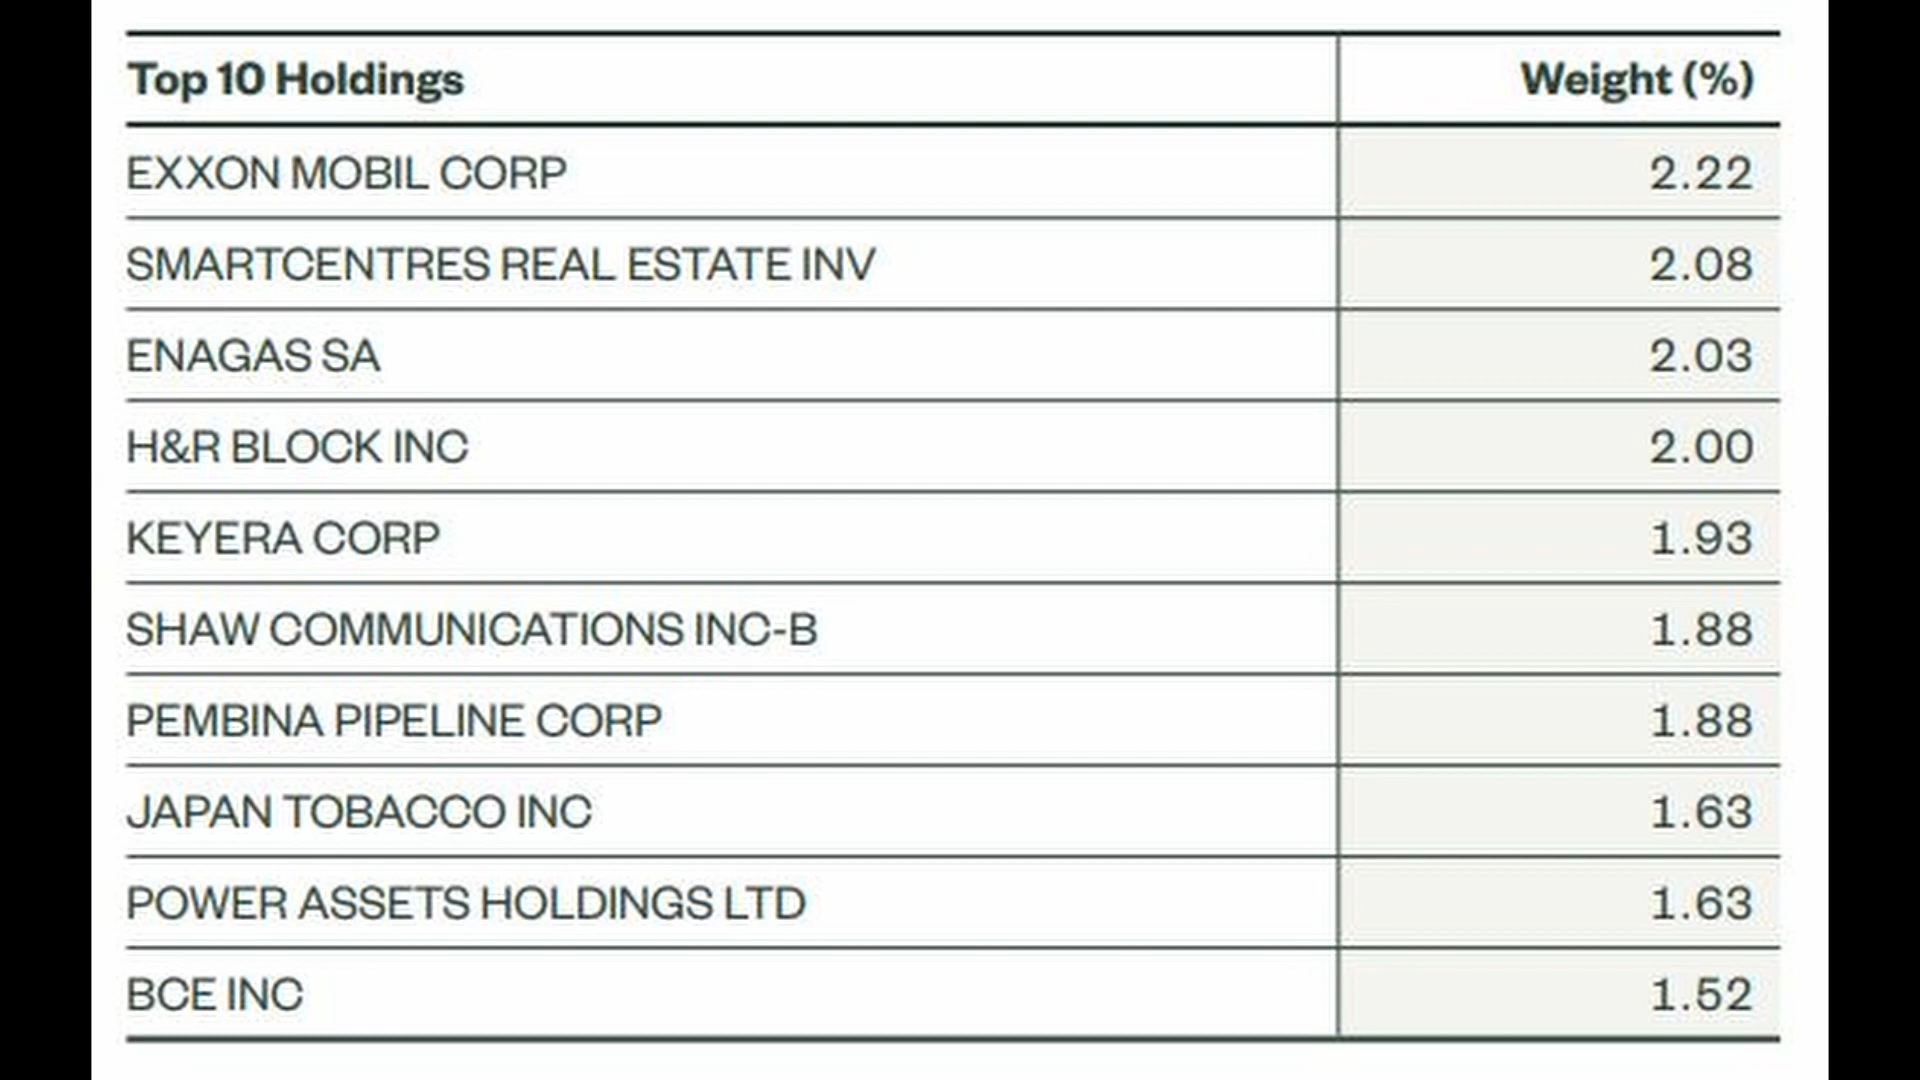 Top 10 Holdings Weight (%)
EXXON MOBIL CORP 2.22
SMARTCENTRES REAL ESTATE INV 2.08
ENAGAS SA 2.03
H&R BLOCK INC 2.00
KEYERA CORP 1.93
SHAW COMMUNICATIONS INC-B 1.88
PEMBINA PIPELINE CORP 1.88
JAPAN TOBACCO INC 1.63
POWER ASSETS HOLDINGS LTD 1.63
BCE INC 1.52